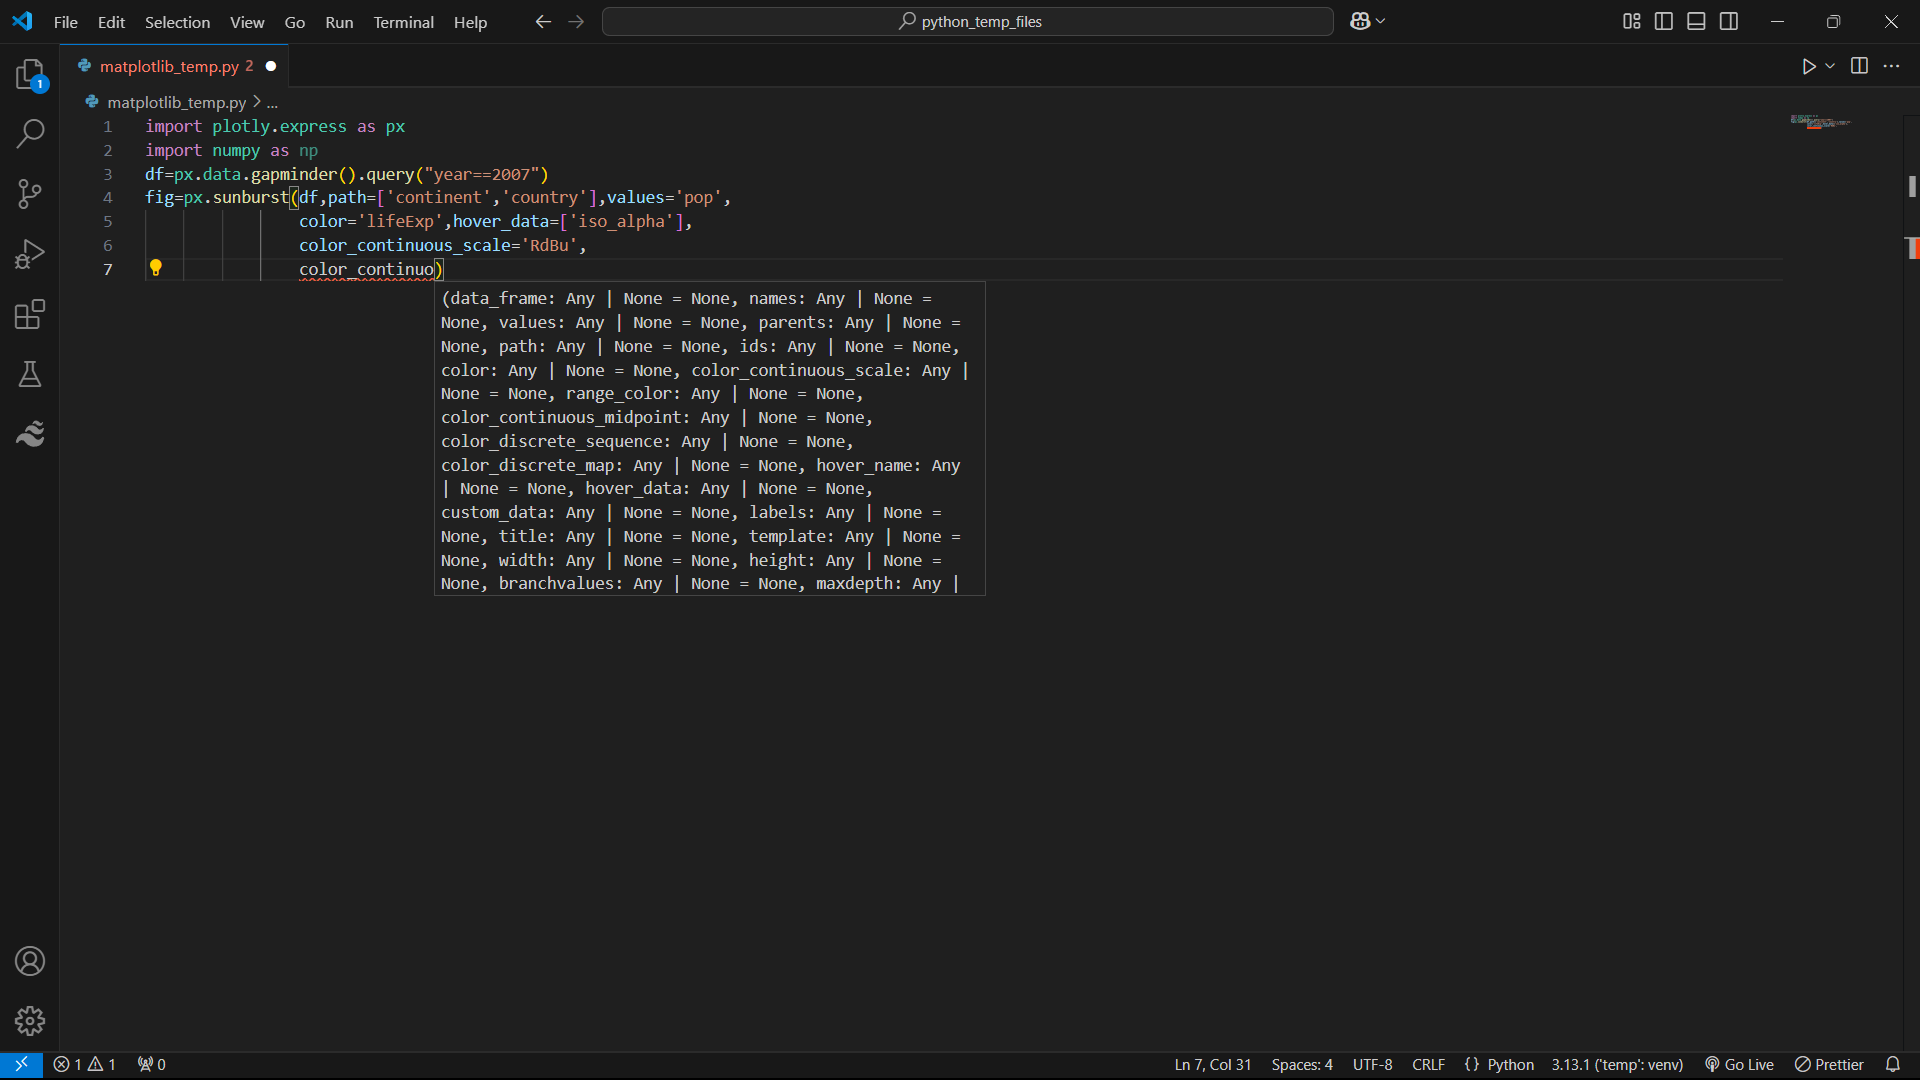 File Edit Selection View Go Run Terminal Help
python_temp_files
matplotlib_temp.py 2
matplotlib_temp.py > ...
1
1 import plotly.express as px
2 import numpy as np
3 df=px.data.gapminder().query("year==2007")
4 fig=px.sunburst(df,path=['continent','country'],values='pop',
5 color='lifeExp',hover_data=['iso_alpha'],
6 color_continuous_scale='RdBu',
7 color_continuo)
(data_frame: Any | None = None, names: Any | None =
None, values: Any | None = None, parents: Any | None =
None, path: Any | None = None, ids: Any | None = None,
color: Any | None = None, color_continuous_scale: Any |
None = None, range_color: Any | None = None,
color_continuous_midpoint: Any | None = None,
color_discrete_sequence: Any | None = None,
color_discrete_map: Any | None = None, hover_name: Any
| None = None, hover_data: Any | None = None,
custom_data: Any | None = None, labels: Any | None =
None, title: Any | None = None, template: Any | None =
None, width: Any | None = None, height: Any | None =
None, branchvalues: Any | None = None, maxdepth: Any |
1 1 0 Ln 7, Col 31 Spaces: 4 UTF-8 CRLF {} Python 3.13.1 ('temp': venv) Go Live Prettier